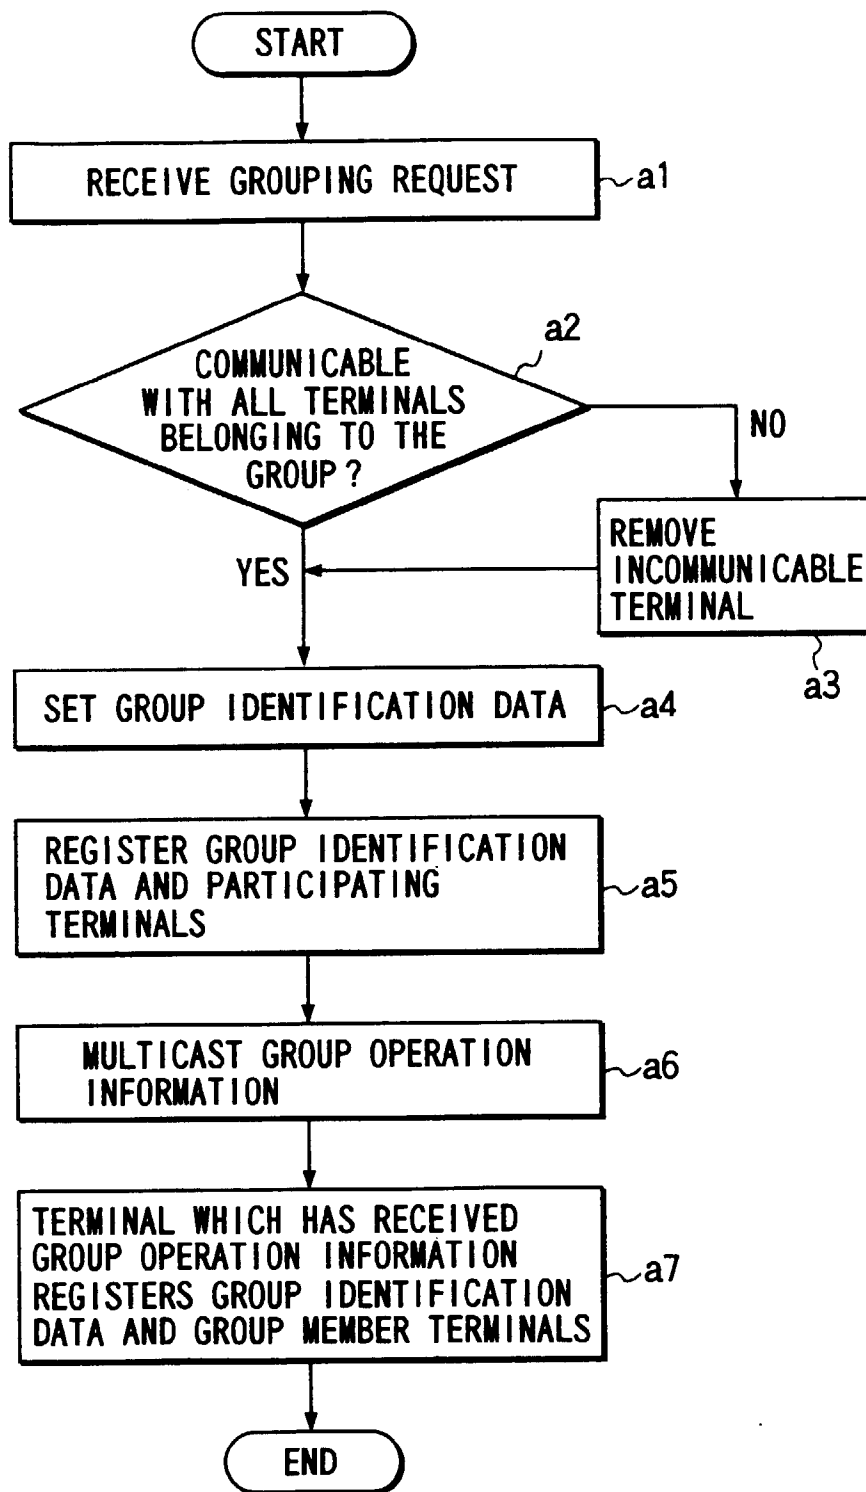 START
RECEIVE GROUPING REQUEST
a1
a2
COMMUNICABLE
WITH ALL TERMINALS
BELONGING TO THE
GROUP?
NO
REMOVE
INCOMMUNICABLE
TERMINAL
a3
YES
SET GROUP IDENTIFICATION DATA
a4
REGISTER GROUP IDENTIFICATION
DATA AND PARTICIPATING
TERMINALS
a5
MULTICAST GROUP OPERATION
INFORMATION
a6
TERMINAL WHICH HAS RECEIVED
GROUP OPERATION INFORMATION
REGISTERS GROUP IDENTIFICATION
DATA AND GROUP MEMBER TERMINALS
a7
END